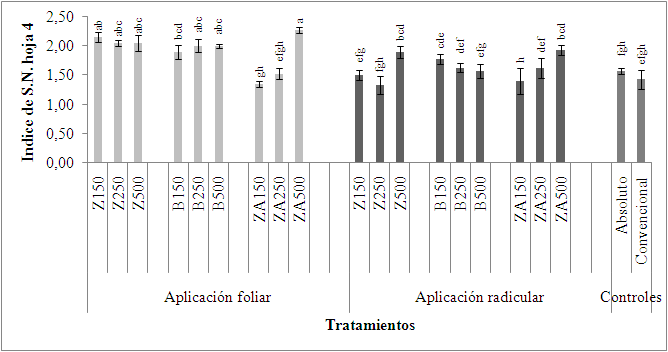 Indice de S.N. hoja 4
2,50
2,00
1,50
1,00
0,50
0,00
ab
abc
abc
bcd
abc
abc
gh
efgh
a
efg
fgh
bcd
cde
def
efg
h
def
bcd
fgh
efgh
Z150
Z250
Z500
B150
B250
B500
ZA150
ZA250
ZA500
Z150
Z250
Z500
B150
B250
B500
ZA150
ZA250
ZA500
Absoluto
Convencional
Aplicación foliar
Aplicación radicular
Controles
Tratamientos